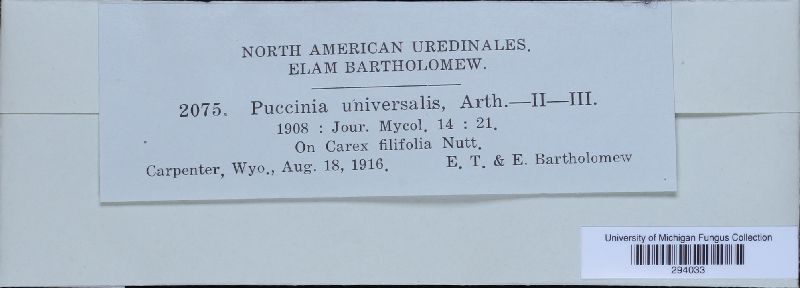 NORTH AMERICAN UREDINALES.
ELAM BARTHOLOMEW.
2075. Puccinia universalis, Arth.—II—III.
1908 : Jour. Mycol. 14 : 21.
On Carex filifolia Nutt.
Carpenter, Wyo., Aug. 18, 1916. E. T. & E. Bartholomew
University of Michigan Fungus Collection
294033